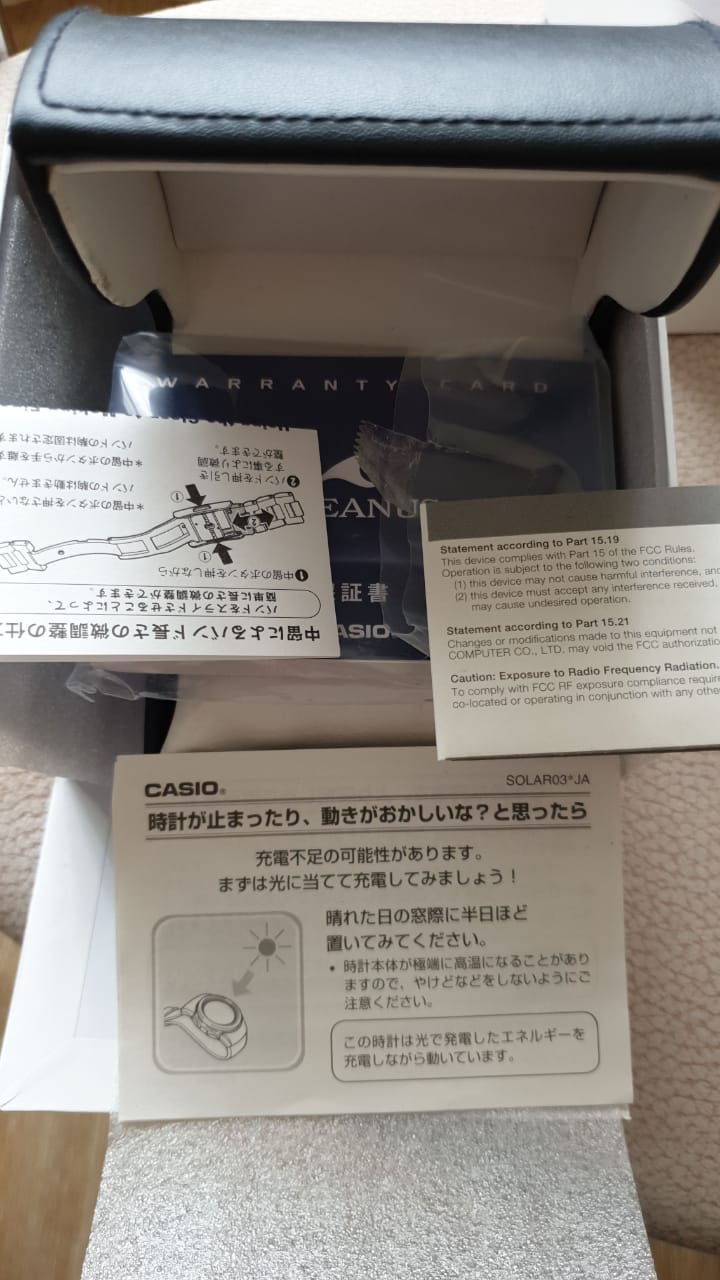 WARRANTY CARD
EANUS
証書
ASIO
中留によるバンド長さの微調整の仕
バンドをスライドさせることによって、
簡単に長さの微調整ができます。
❶中留のボタンを押しながら
①
②
①
❷バンドを押し引き
する事により微調
整ができます。
＊中留のボタンを押さないと
バンドの駒は動きません。
＊中留のボタンから手を離す
バンドの駒は固定されます
Statement according to Part 15.19
This device complies with Part 15 of the FCC Rules.
Operation is subject to the following two conditions:
(1) this device may not cause harmful interference, and
(2) this device must accept any interference received,
may cause undesired operation.
Statement according to Part 15.21
Changes or modifications made to this equipment not
COMPUTER CO., LTD. may void the FCC authorizatio
Caution: Exposure to Radio Frequency Radiation.
To comply with FCC RF exposure compliance require
co-located or operating in conjunction with any othe
CASIO®
SOLAR03*JA
時計が止まったり、動きがおかしいな？と思ったら
充電不足の可能性があります。
まずは光に当てて充電してみましょう！
晴れた日の窓際に半日ほど
置いてみてください。
• 時計本体が極端に高温になることがあり
ますので、やけどなどをしないようにご
注意ください。
この時計は光で発電したエネルギーを
充電しながら動いています。